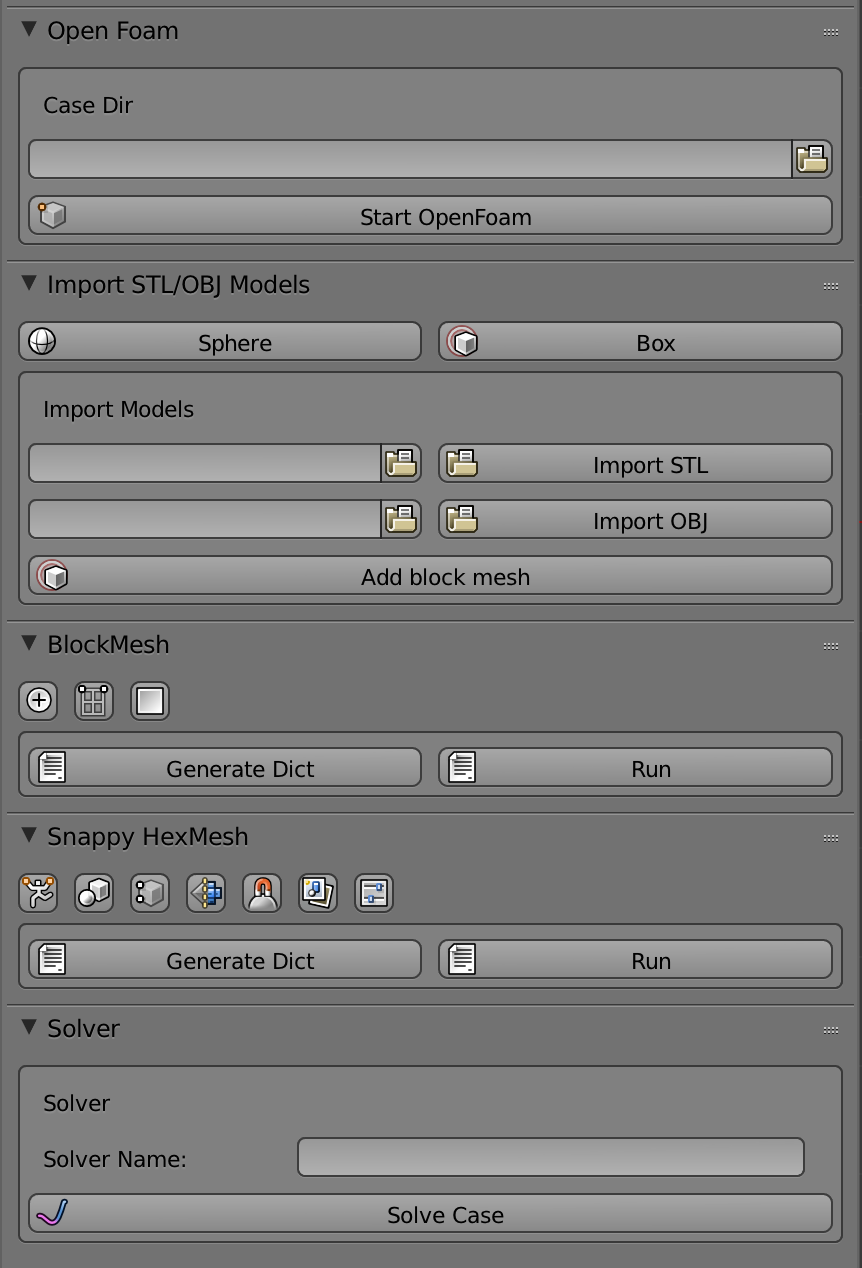 Open Foam
Case Dir
Start OpenFoam
Import STL/OBJ Models
Sphere Box
Import Models
Import STL
Import OBJ
Add block mesh
BlockMesh
Generate Dict Run
Snappy HexMesh
Generate Dict Run
Solver
Solver
Solver Name:
Solve Case